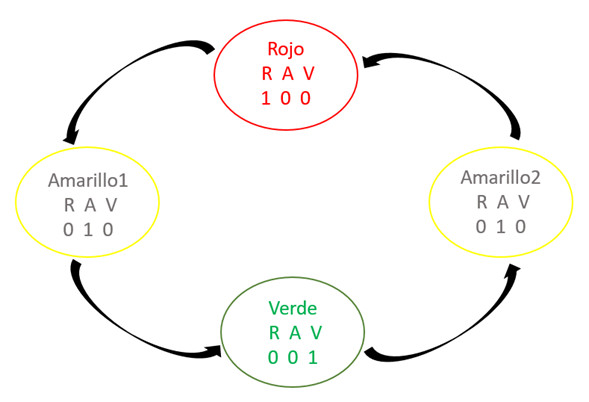 Rojo
R A V
1 0 0
Amarillo1
R A V
0 1 0
Amarillo2
R A V
0 1 0
Verde
R A V
0 0 1